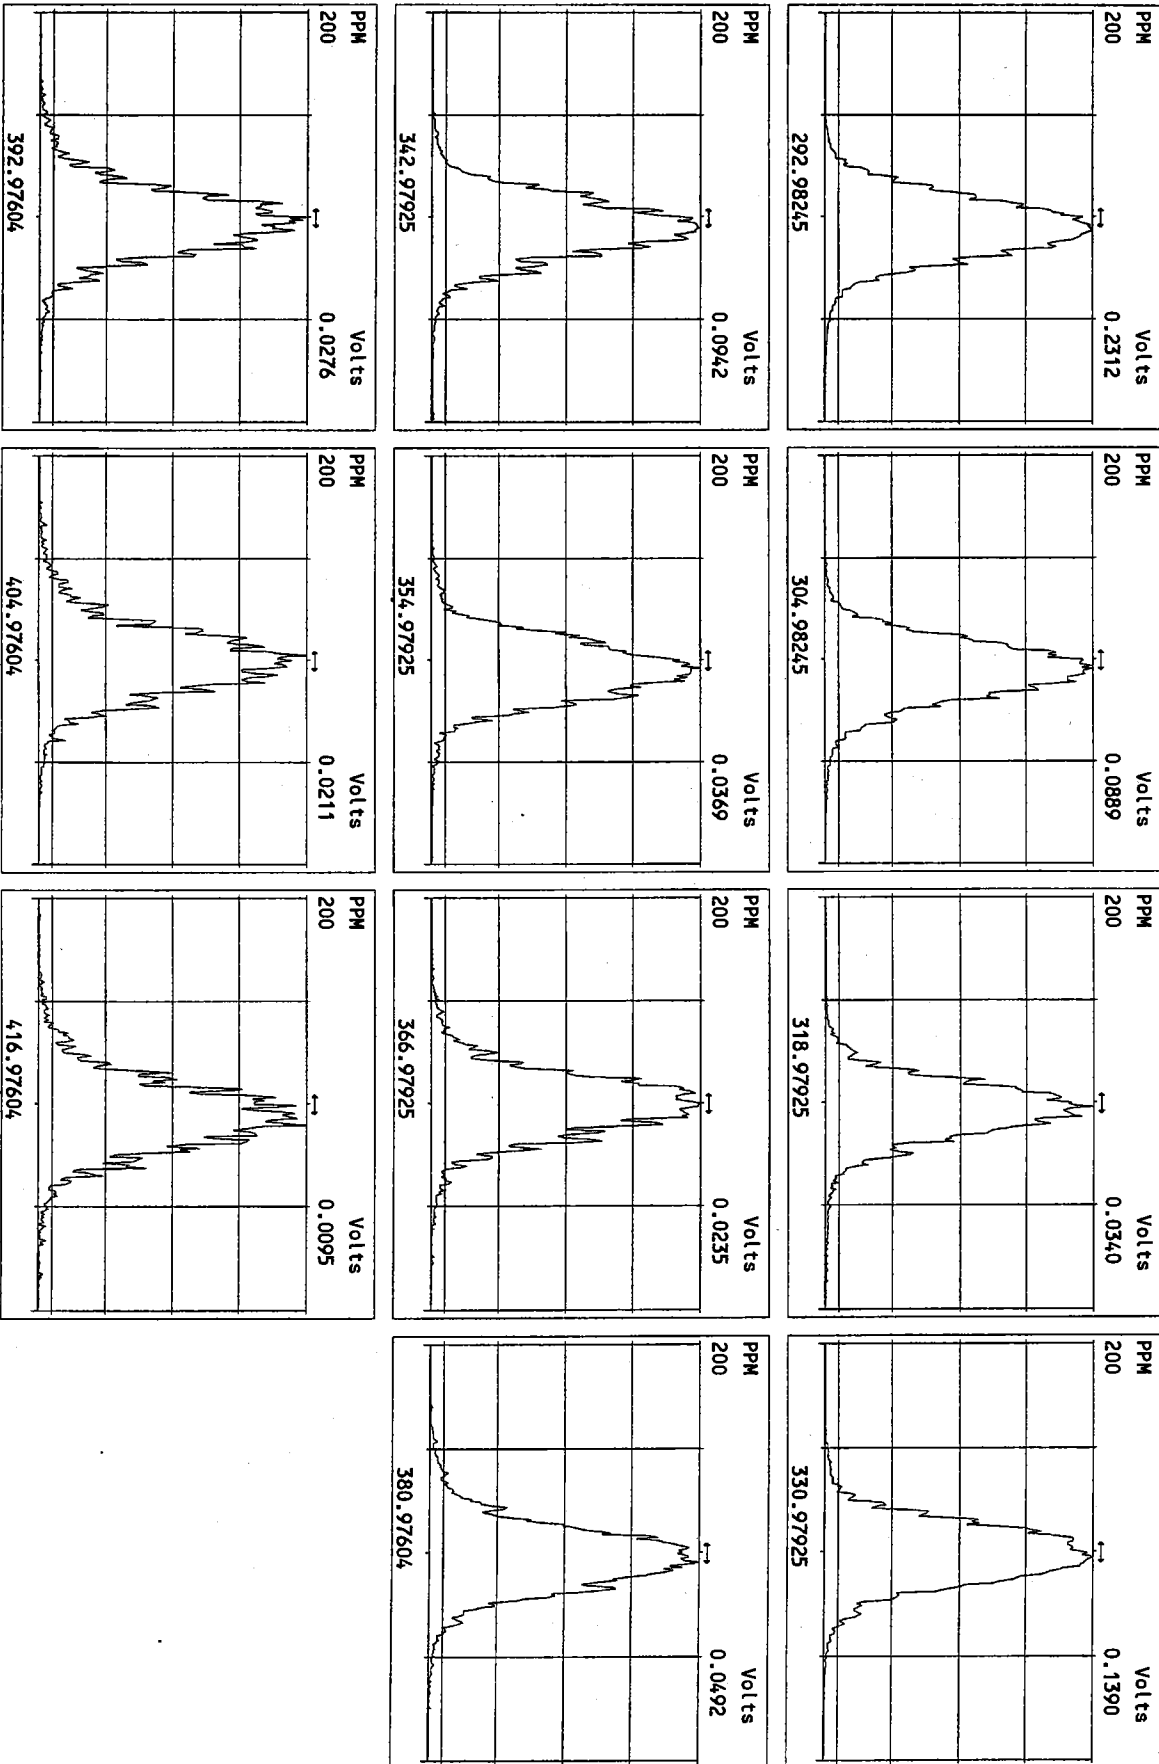 PPM Volts
200 0.2312
292.98245
PPM Volts
200 0.0889
304.98245
PPM Volts
200 0.0340
318.97925
PPM Volts
200 0.1390
330.97925
PPM Volts
200 0.0942
342.97925
PPM Volts
200 0.0369
354.97925
PPM Volts
200 0.0235
366.97925
PPM Volts
200 0.0492
380.97604
PPM Volts
200 0.0276
392.97604
PPM Volts
200 0.0211
404.97604
PPM Volts
200 0.0095
416.97604